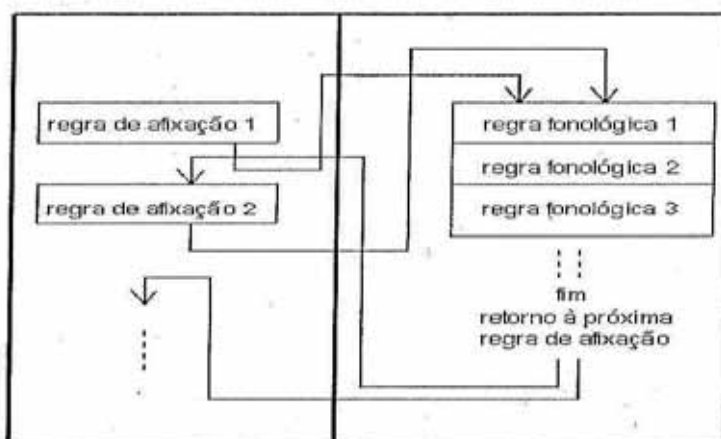 regra de afixação 1
regra de afixação 2
regra fonológica 1
regra fonológica 2
regra fonológica 3
fim
retorno à próxima
regra de afixação